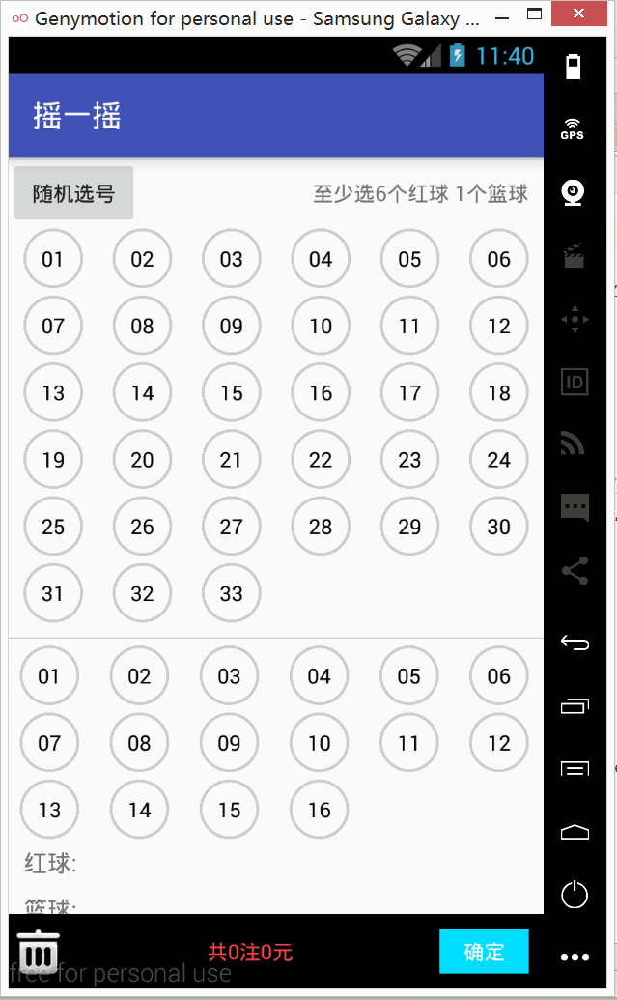 Genymotion for personal use - Samsung Galaxy ...
11:40
摇一摇
GPS
随机选号 至少选6个红球 1个篮球
01 02 03 04 05 06
07 08 09 10 11 12
13 14 15 16 17 18
19 20 21 22 23 24
25 26 27 28 29 30
31 32 33
ID
01 02 03 04 05 06
07 08 09 10 11 12
13 14 15 16
红球:
篮球:
共0注0元 确定
free for personal use